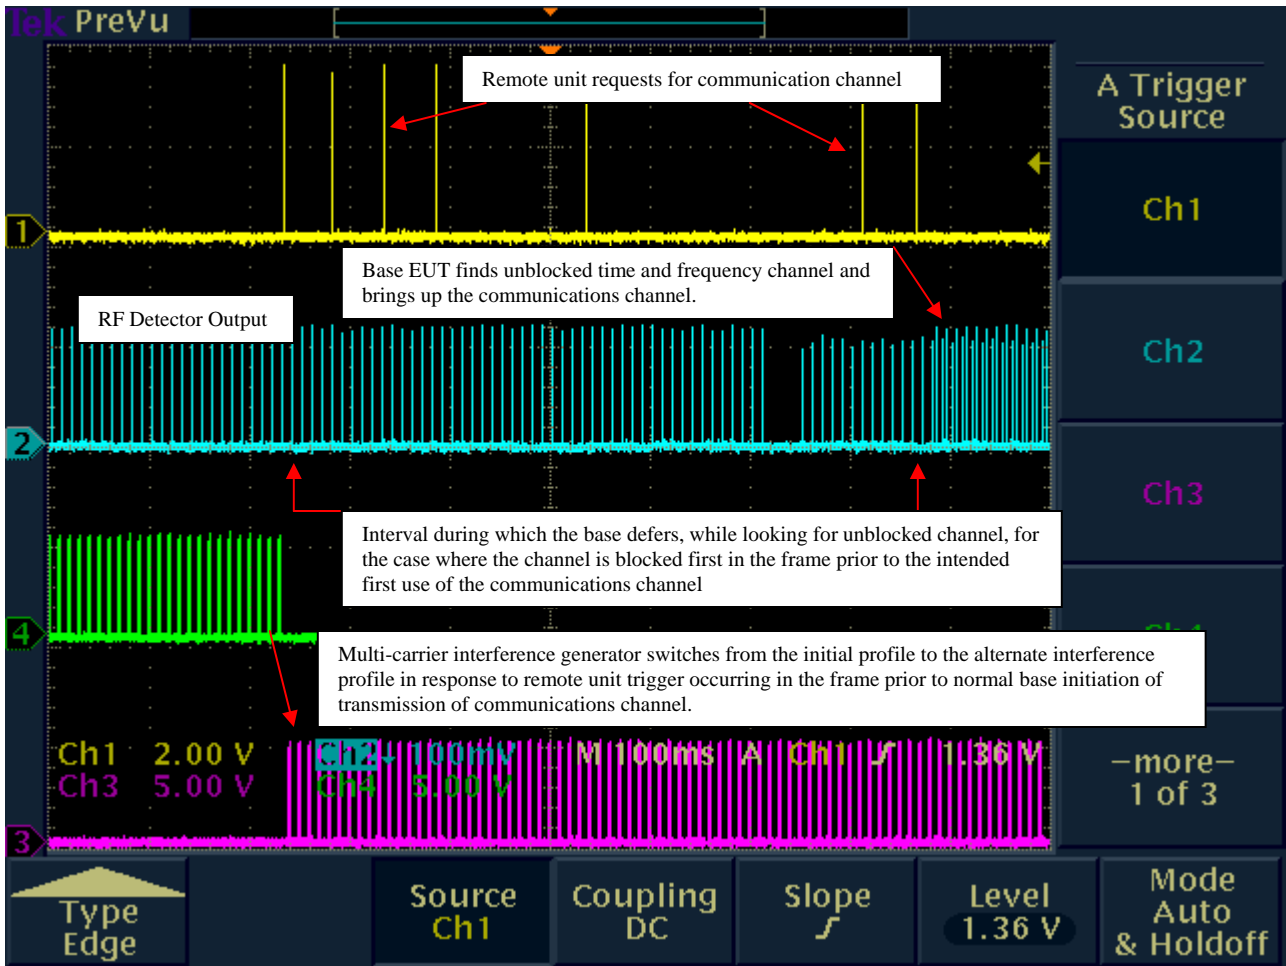 Tek PreVu
Remote unit requests for communication channel
A Trigger
Source
Ch1
1
Base EUT finds unblocked time and frequency channel and
brings up the communications channel.
RF Detector Output
Ch2
2
Ch3
Interval during which the base defers, while looking for unblocked channel, for
the case where the channel is blocked first in the frame prior to the intended
first use of the communications channel
4
Multi-carrier interference generator switches from the initial profile to the alternate interference
profile in response to remote unit trigger occurring in the frame prior to normal base initiation of
transmission of communications channel.
Ch1 2.00 V Ch2 100mV M 100ms A Ch1 1.36 V
Ch3 5.00 V Ch4 5.00 V
-more-
1 of 3
3
Type
Edge
Source
Ch1
Coupling
DC
Slope
Level
1.36 V
Mode
Auto
& Holdoff